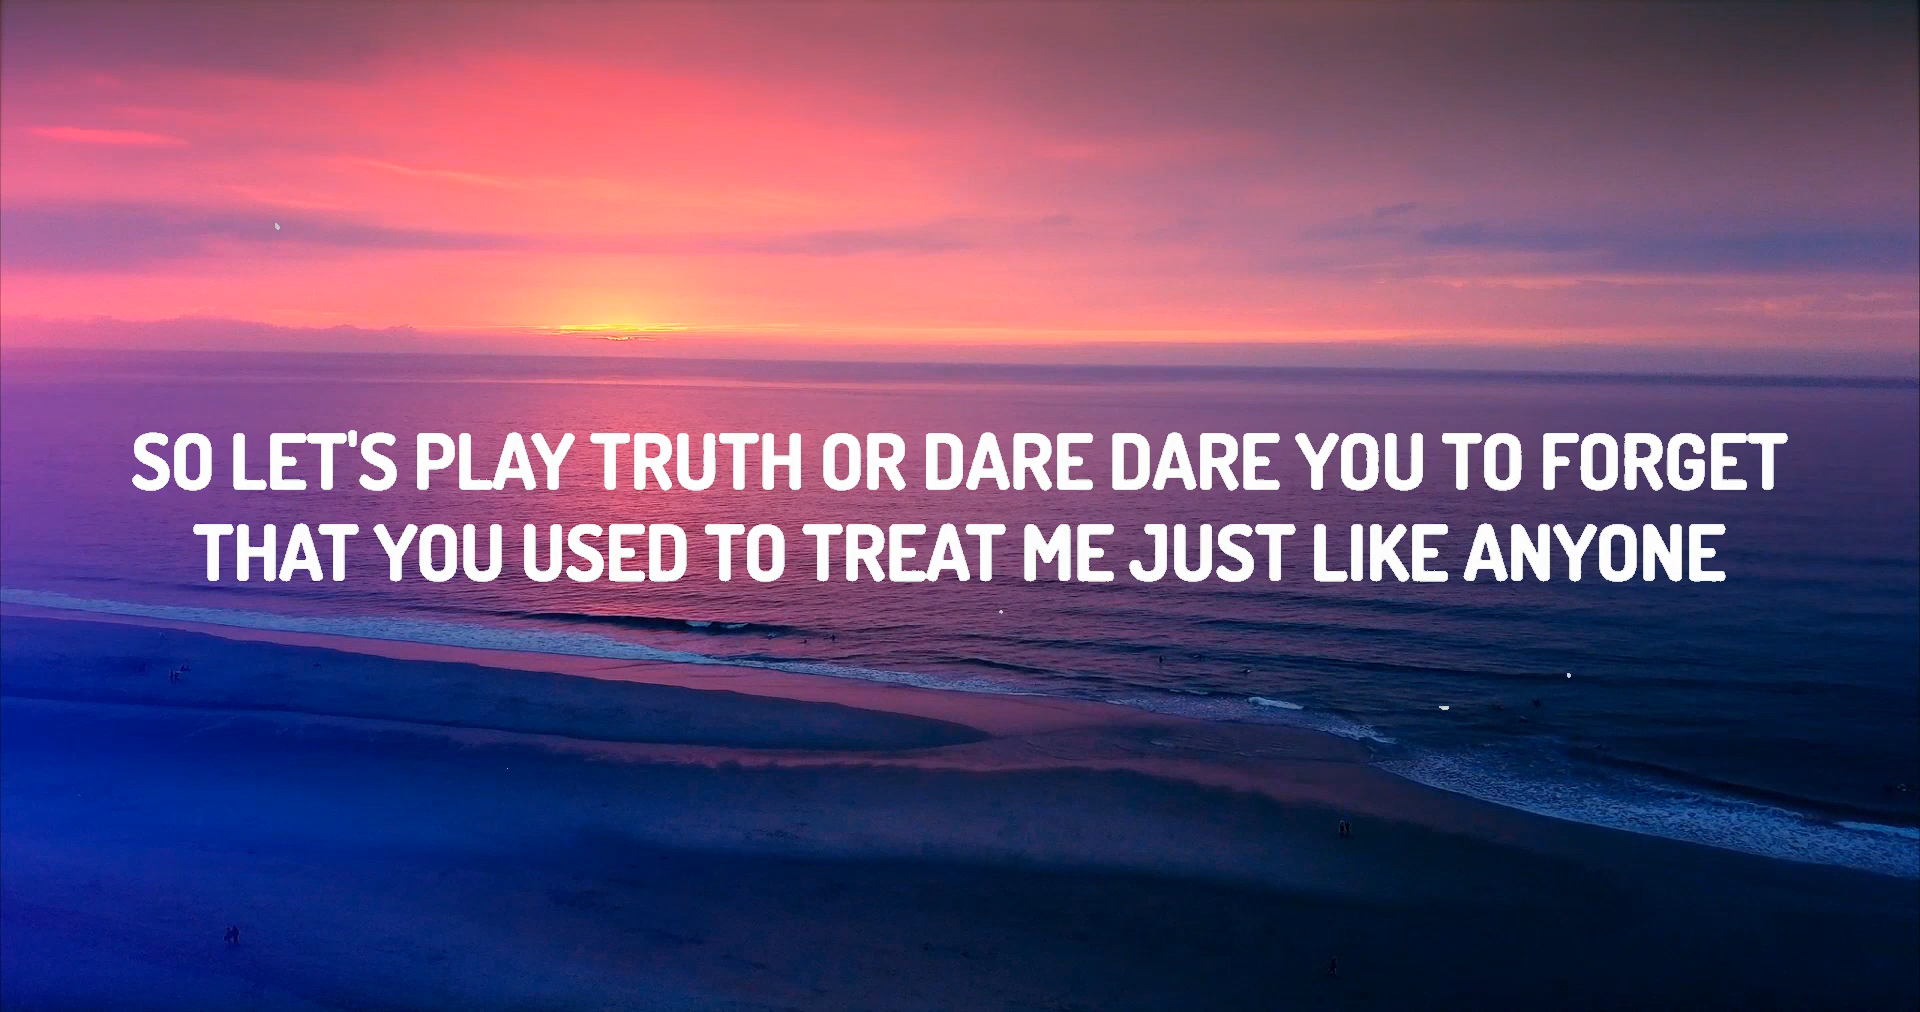 SO LET'S PLAY TRUTH OR DARE DARE YOU TO FORGET
THAT YOU USED TO TREAT ME JUST LIKE ANYONE